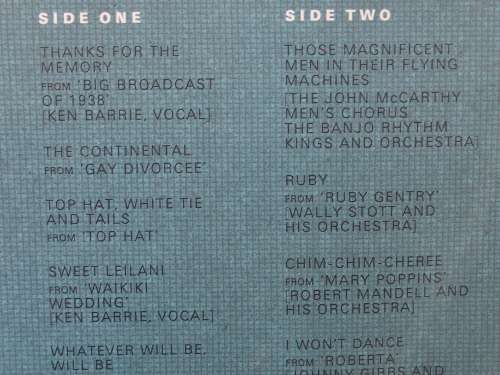 SIDE ONE
THANKS FOR THE
MEMORY
FROM 'BIG BROADCAST
OF 1938'
[KEN BARRIE, VOCAL]
THE CONTINENTAL
FROM 'GAY DIVORCEE'
TOP HAT, WHITE TIE
AND TAILS
FROM 'TOP HAT'
SWEET LEILANI
FROM 'WAIKIKI
WEDDING'
[KEN BARRIE, VOCAL]
WHATEVER WILL BE,
WILL BE
SIDE TWO
THOSE MAGNIFICENT
MEN IN THEIR FLYING
MACHINES
[THE JOHN McCARTHY
MEN'S CHORUS
THE BANJO RHYTHM
KINGS AND ORCHESTRA]
RUBY
FROM 'RUBY GENTRY'
[WALLY STOTT AND
HIS ORCHESTRA]
CHIM-CHIM-CHEREE
FROM 'MARY POPPINS'
[ROBERT MANDELL AND
HIS ORCHESTRA]
I WON'T DANCE
FROM 'ROBERTA'
[JOHNNY GIBBS AND